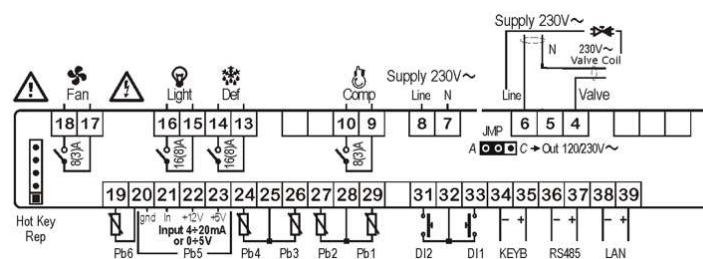 Supply 230V~
N
230V~
Valve Coil
Fan
Light
Def
Comp
Supply 230V~
Line N
Line
Valve
18 17 16 15 14 13 10 9 8 7 6 5 4
8(3)A
16(8)A
16(8)A
8(3)A
JMP
A C → Out 120/230V~
19 20 21 22 23 24 25 26 27 28 29 31 32 33 34 35 36 37 38 39
gnd In +12V +5V
Input 4÷20mA
or 0÷5V
- + - + - +
Hot Key
Rep
Pb6 Pb5 Pb4 Pb3 Pb2 Pb1 DI2 DI1 KEYB RS485 LAN